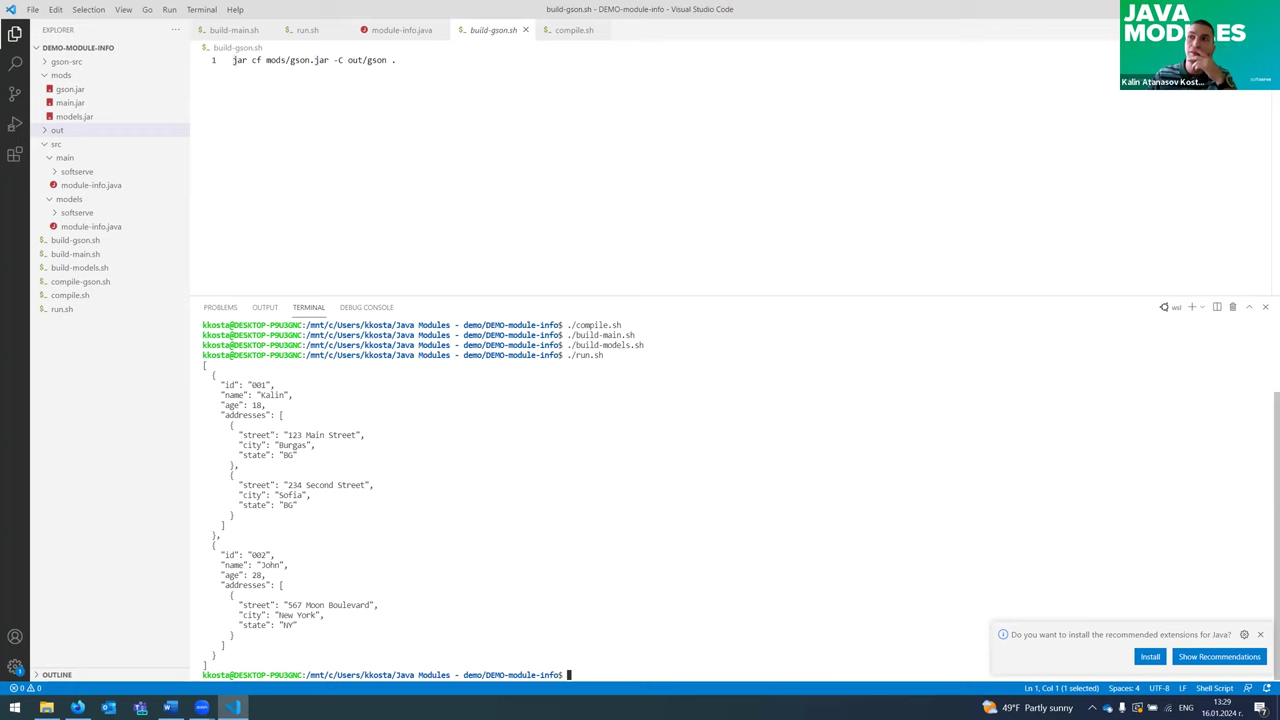 File Edit Selection View Go Run Terminal Help
build-gson.sh - DEMO-module-info - Visual Studio Code
JAVA
MODULES
softserve
Kalin Atanasov Kost...
EXPLORER
DEMO-MODULE-INFO
gson-src
mods
gson.jar
main.jar
models.jar
out
src
main
softserve
module-info.java
models
softserve
module-info.java
build-gson.sh
build-main.sh
build-models.sh
compile-gson.sh
compile.sh
run.sh
OUTLINE
build-main.sh run.sh module-info.java build-gson.sh compile.sh
build-gson.sh
1 jar cf mods/gson.jar -C out/gson .
PROBLEMS OUTPUT TERMINAL DEBUG CONSOLE
wsl
kkosta@DESKTOP-P9U3GNC:/mnt/c/Users/kkosta/Java Modules - demo/DEMO-module-info$ ./compile.sh
kkosta@DESKTOP-P9U3GNC:/mnt/c/Users/kkosta/Java Modules - demo/DEMO-module-info$ ./build-main.sh
kkosta@DESKTOP-P9U3GNC:/mnt/c/Users/kkosta/Java Modules - demo/DEMO-module-info$ ./build-models.sh
kkosta@DESKTOP-P9U3GNC:/mnt/c/Users/kkosta/Java Modules - demo/DEMO-module-info$ ./run.sh
[
{
"id": "001",
"name": "Kalin",
"age": 18,
"addresses": [
{
"street": "123 Main Street",
"city": "Burgas",
"state": "BG"
},
{
"street": "234 Second Street",
"city": "Sofia",
"state": "BG"
}
]
},
{
"id": "002",
"name": "John",
"age": 28,
"addresses": [
{
"street": "567 Moon Boulevard",
"city": "New York",
"state": "NY"
}
]
}
]
kkosta@DESKTOP-P9U3GNC:/mnt/c/Users/kkosta/Java Modules - demo/DEMO-module-info$
Do you want to install the recommended extensions for Java?
Install Show Recommendations
0 0
Ln 1, Col 1 (1 selected) Spaces: 4 UTF-8 LF Shell Script
49°F Partly sunny
ENG
13:29
16.01.2024 г.
7